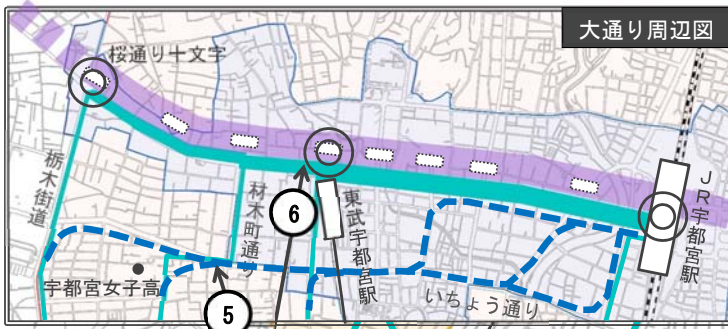 大通り周辺図
桜通り十文字
栃木街道
材木町通り
6
東武宇都宮駅
JR宇都宮駅
宇都宮女子高
5
いちょう通り